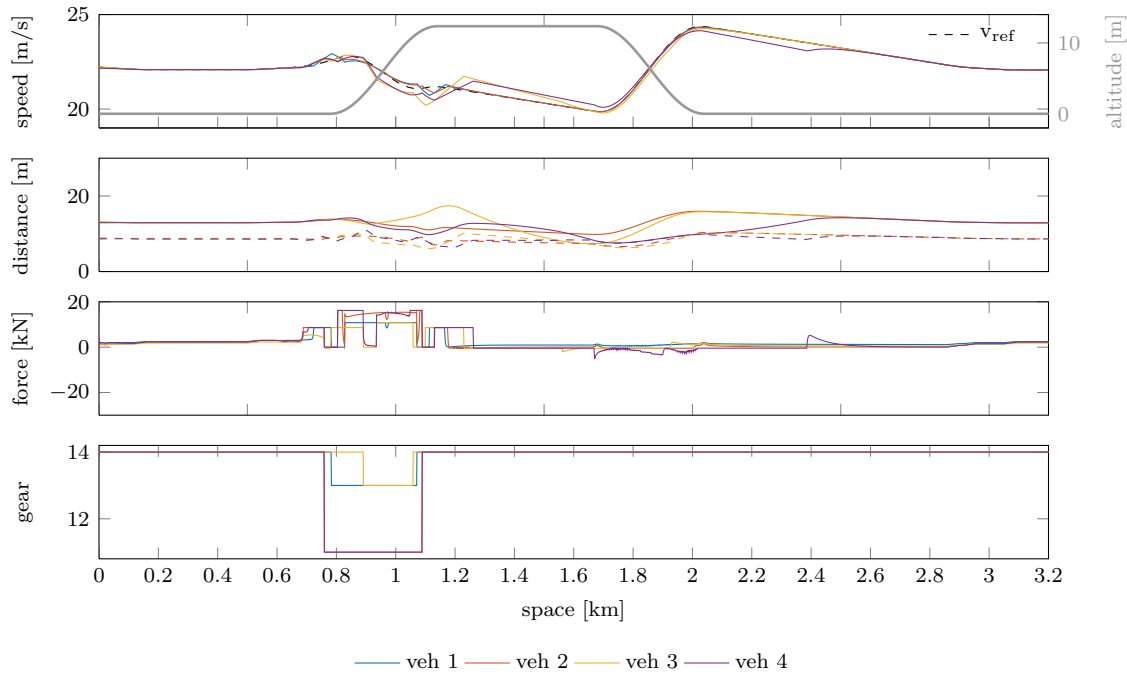 25
20
speed [m/s]
v_ref
10
0
altitude [m]
20
0
distance [m]
20
0
−20
force [kN]
14
12
gear
0 0.2 0.4 0.6 0.8 1 1.2 1.4 1.6 1.8 2 2.2 2.4 2.6 2.8 3 3.2
space [km]
veh 1 veh 2 veh 3 veh 4